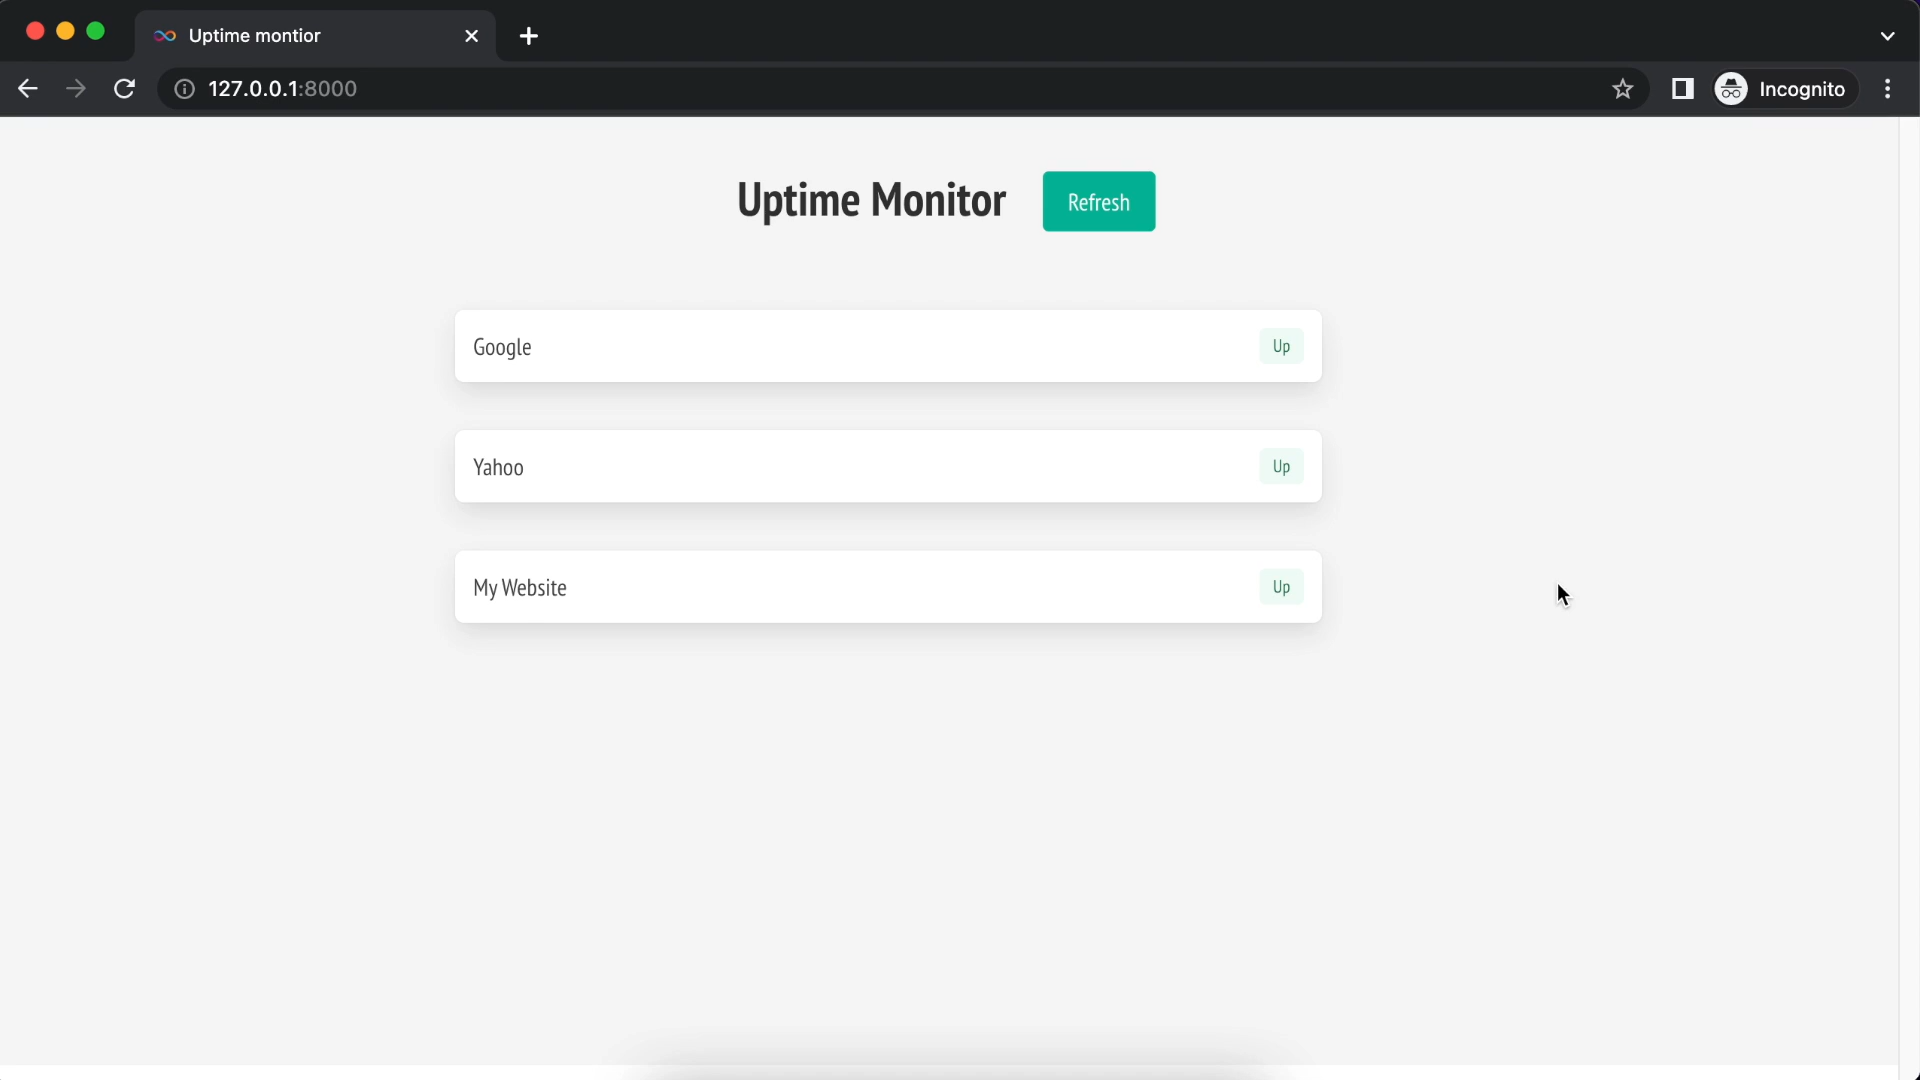 Uptime montior
127.0.0.1:8000
Incognito
Uptime Monitor Refresh
Google Up
Yahoo Up
My Website Up